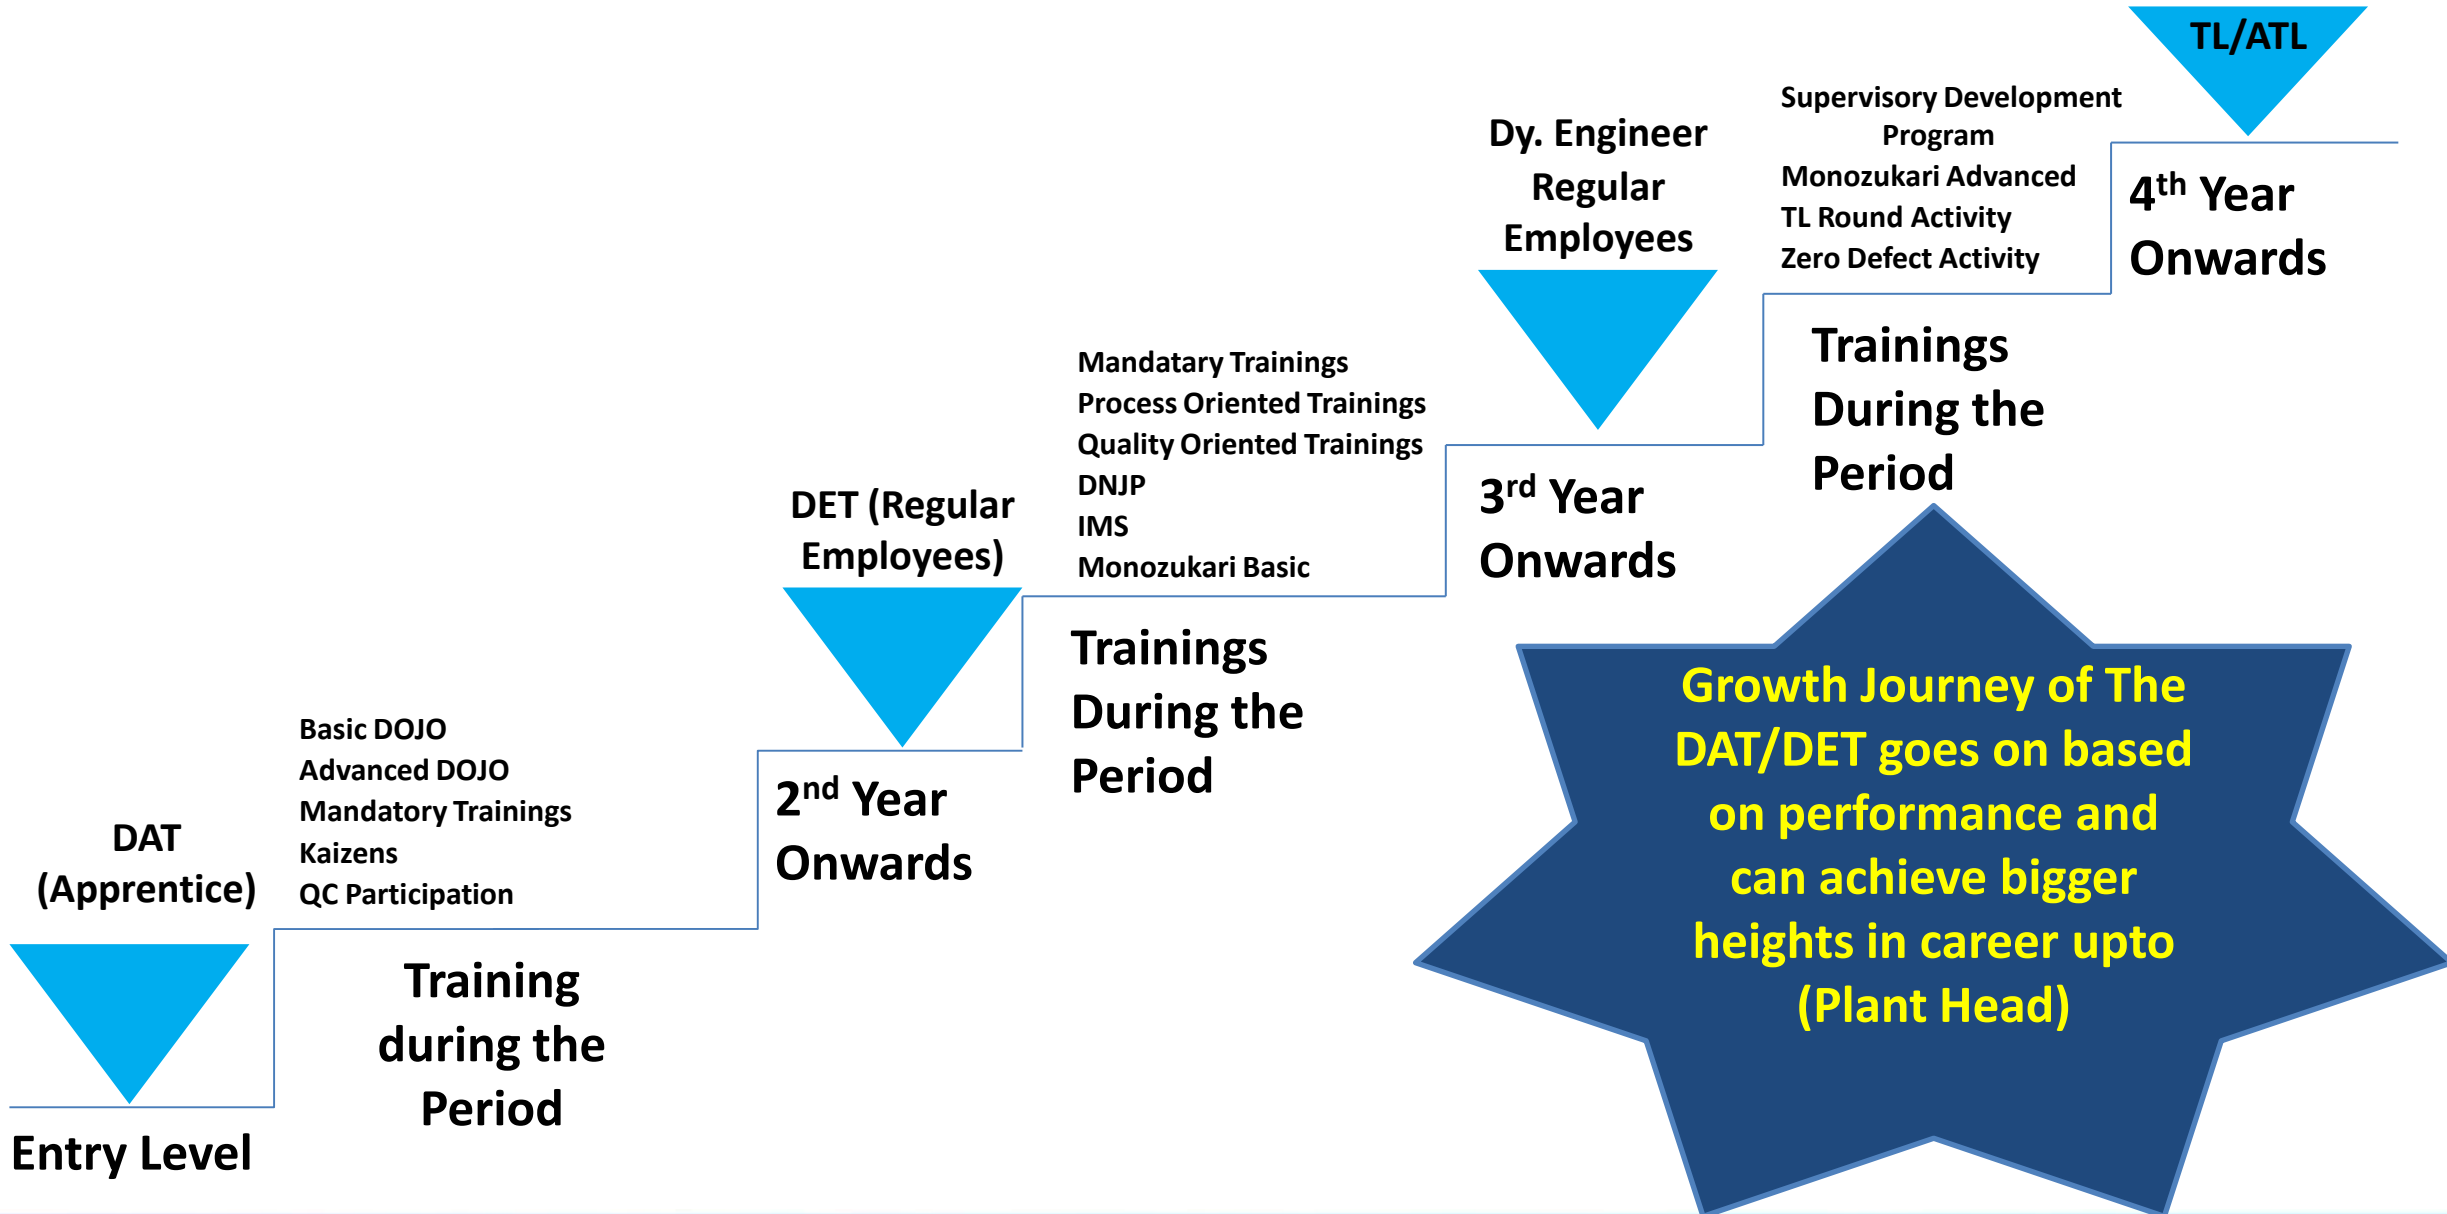 DAT
(Apprentice)
Entry Level
Basic DOJO
Advanced DOJO
Mandatory Trainings
Kaizens
QC Participation
Training
during the
Period
DET (Regular
Employees)
2nd Year
Onwards
Mandatary Trainings
Process Oriented Trainings
Quality Oriented Trainings
DNJP
IMS
Monozukari Basic
Trainings
During the
Period
Dy. Engineer
Regular
Employees
3rd Year
Onwards
Supervisory Development
Program
Monozukari Advanced
TL Round Activity
Zero Defect Activity
Trainings
During the
Period
TL/ATL
4th Year
Onwards
Growth Journey of The
DAT/DET goes on based
on performance and
can achieve bigger
heights in career upto
(Plant Head)